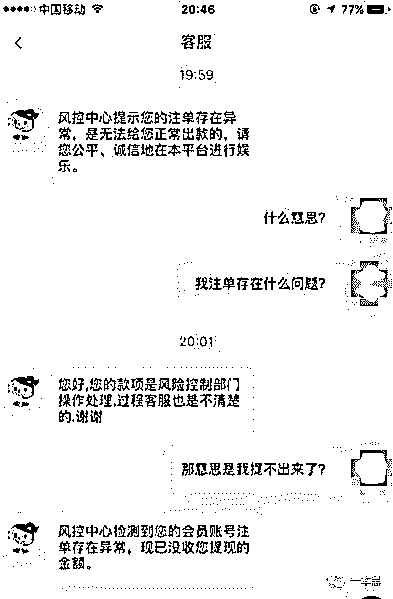 中国移动 20:46 77%
客服
19:59
风控中心提示您的注单存在异
常，是无法给您正常出款的，请
您公平、诚信地在本平台进行娱
乐。
什么意思？
我注单存在什么问题？
20:01
您好,您的款项是风险控制部门
操作处理,过程客服也是不清楚
的.谢谢
那意思是我提不出来了？
风控中心检测到您的会员账号注
单存在异常，现已没收您提现的
金额。